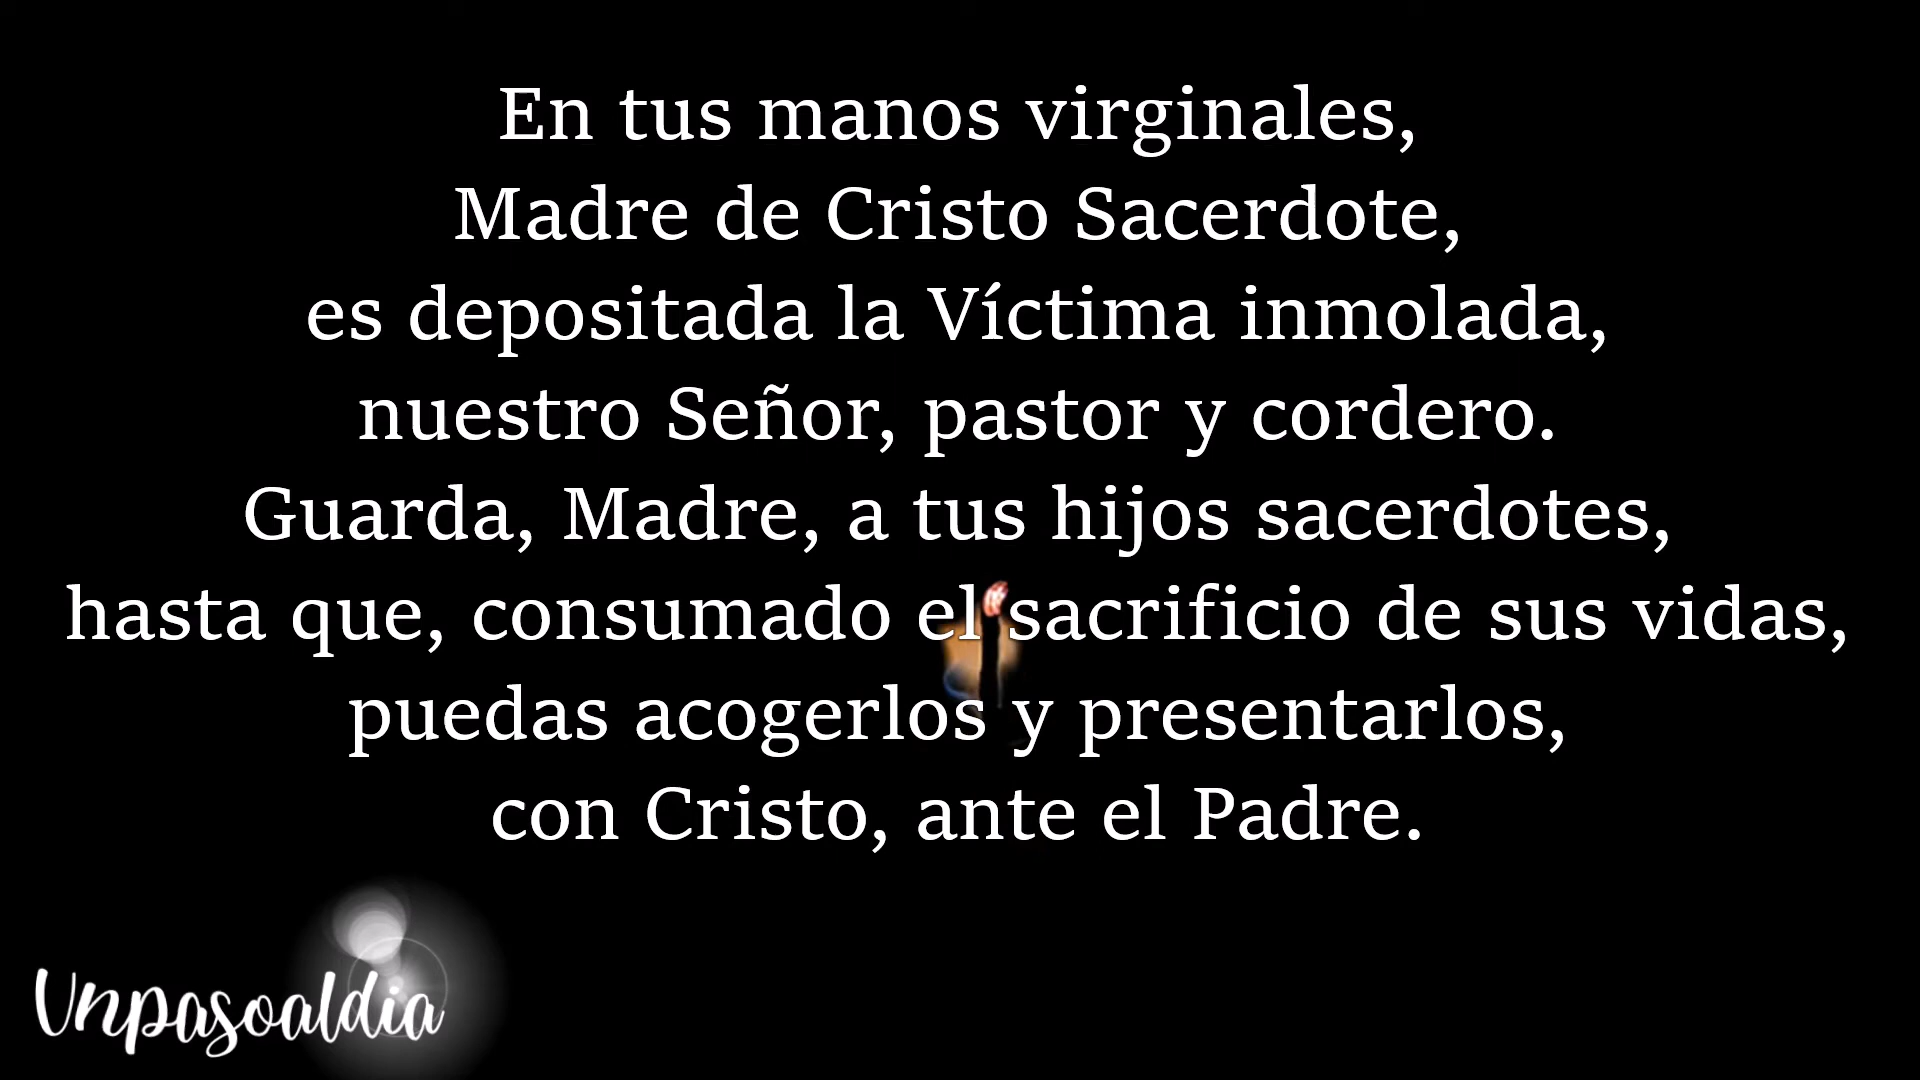 En tus manos virginales,
Madre de Cristo Sacerdote,
es depositada la Víctima inmolada,
nuestro Señor, pastor y cordero.
Guarda, Madre, a tus hijos sacerdotes,
hasta que, consumado el sacrificio de sus vidas,
puedas acogerlos y presentarlos,
con Cristo, ante el Padre.
Unpasoaldia